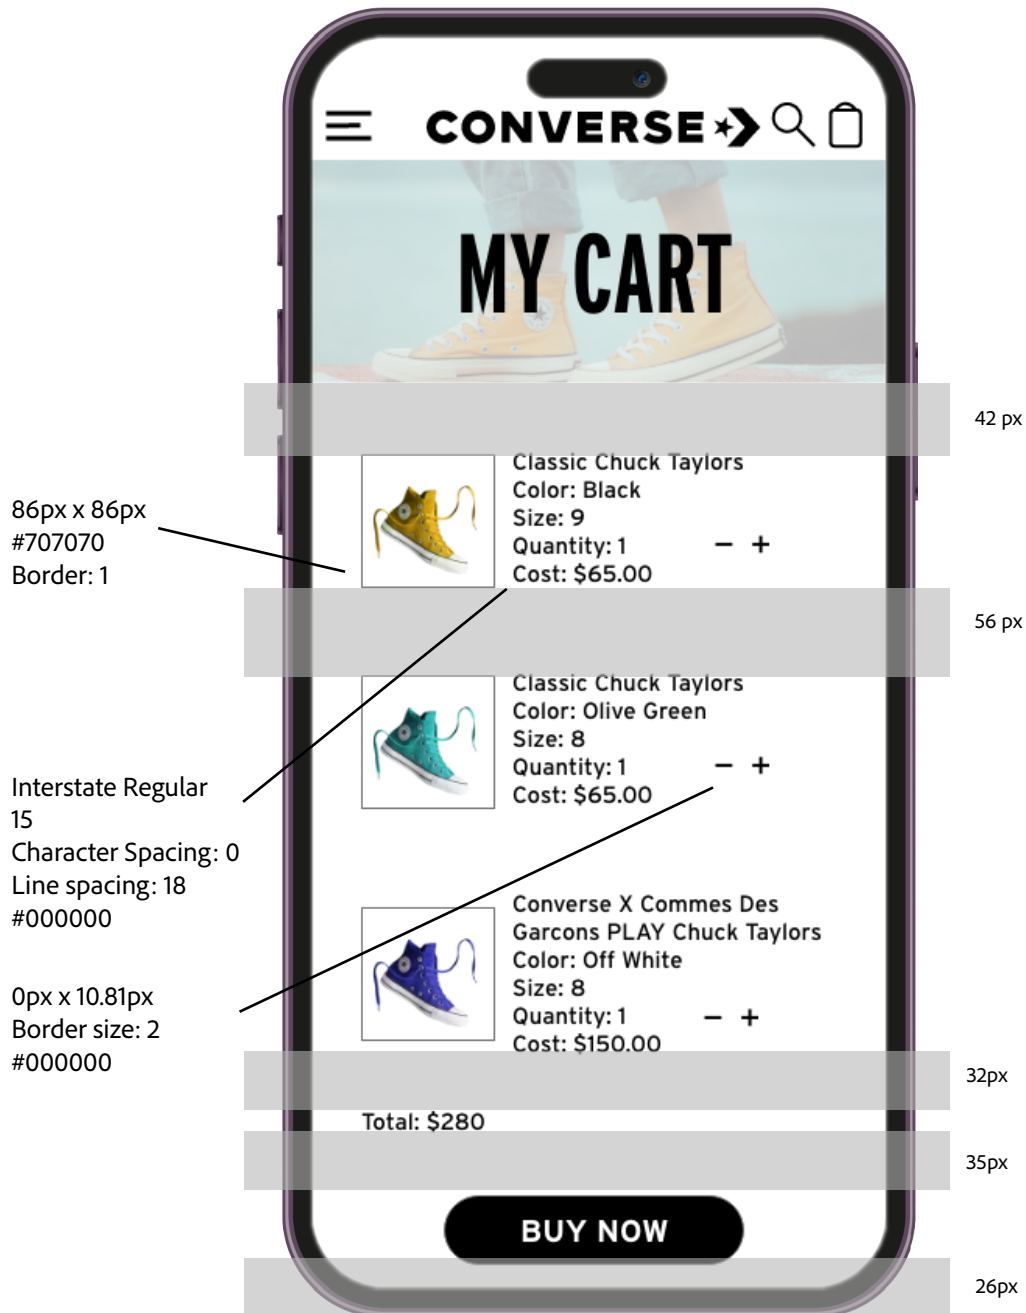 CONVERSE
MY CART
42 px
Classic Chuck Taylors
Color: Black
Size: 9
Quantity: 1 − +
Cost: $65.00
86px x 86px
#707070
Border: 1
56 px
Classic Chuck Taylors
Color: Olive Green
Size: 8
Quantity: 1 − +
Cost: $65.00
Interstate Regular
15
Character Spacing: 0
Line spacing: 18
#000000
Converse X Commes Des
Garcons PLAY Chuck Taylors
Color: Off White
Size: 8
Quantity: 1 − +
Cost: $150.00
0px x 10.81px
Border size: 2
#000000
32px
Total: $280
35px
BUY NOW
26px